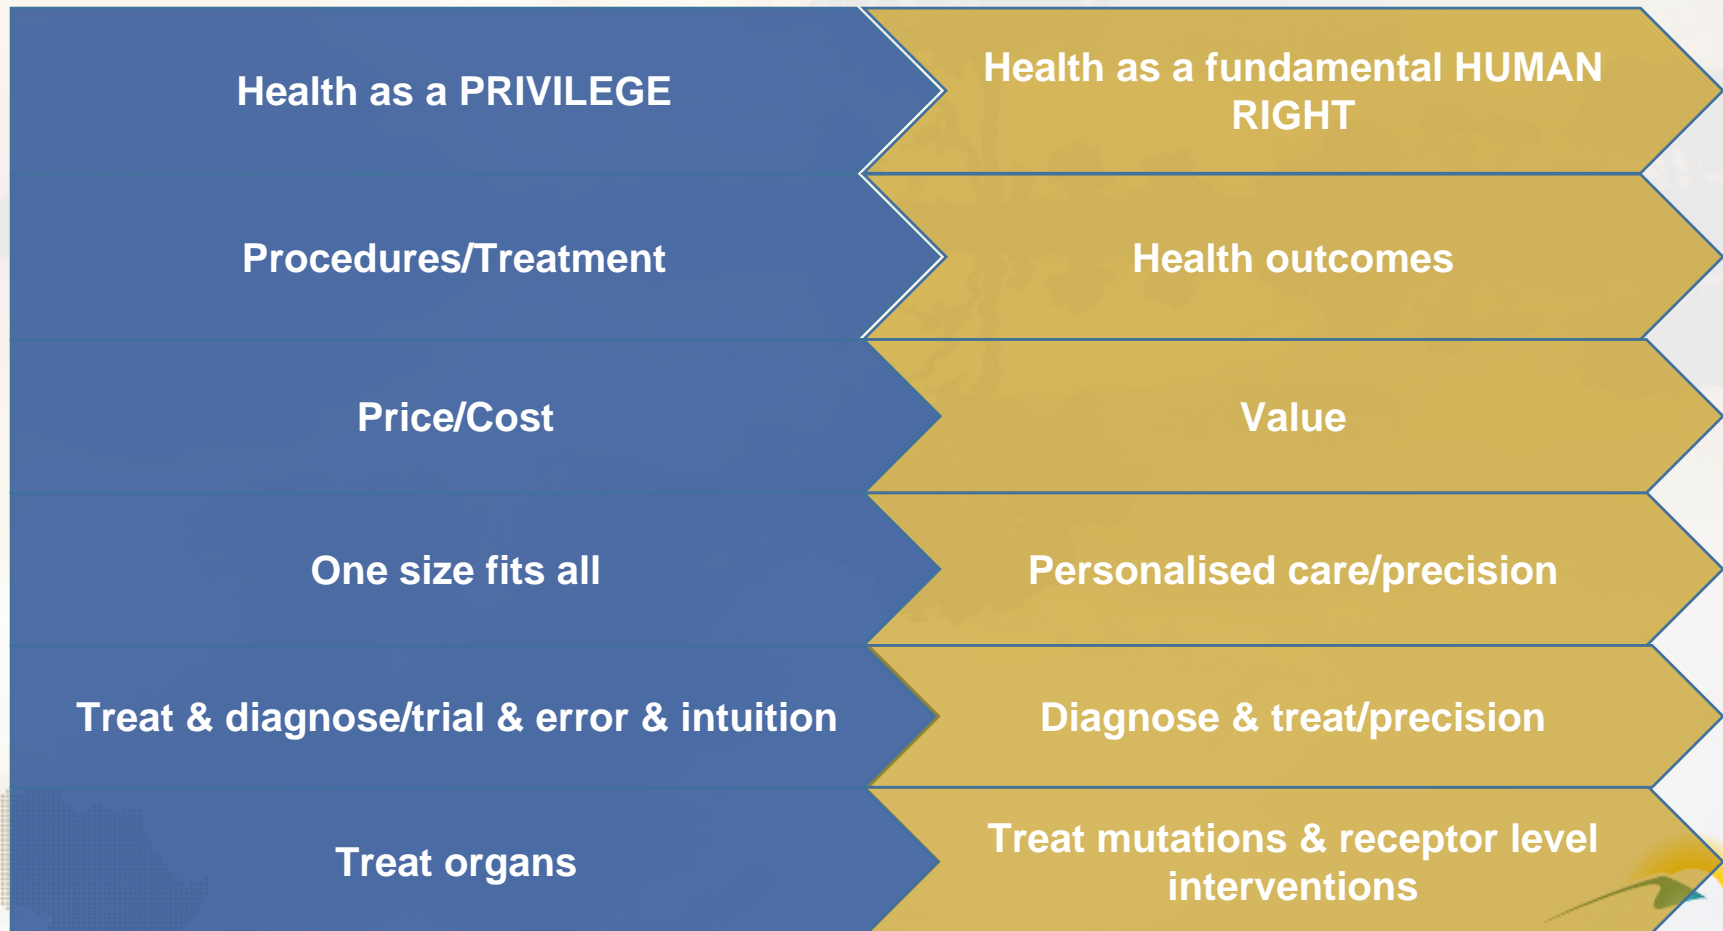 Health as a PRIVILEGE
Health as a fundamental HUMAN
RIGHT
Procedures/Treatment
Health outcomes
Price/Cost
Value
One size fits all
Personalised care/precision
Treat & diagnose/trial & error & intuition
Diagnose & treat/precision
Treat organs
Treat mutations & receptor level
interventions